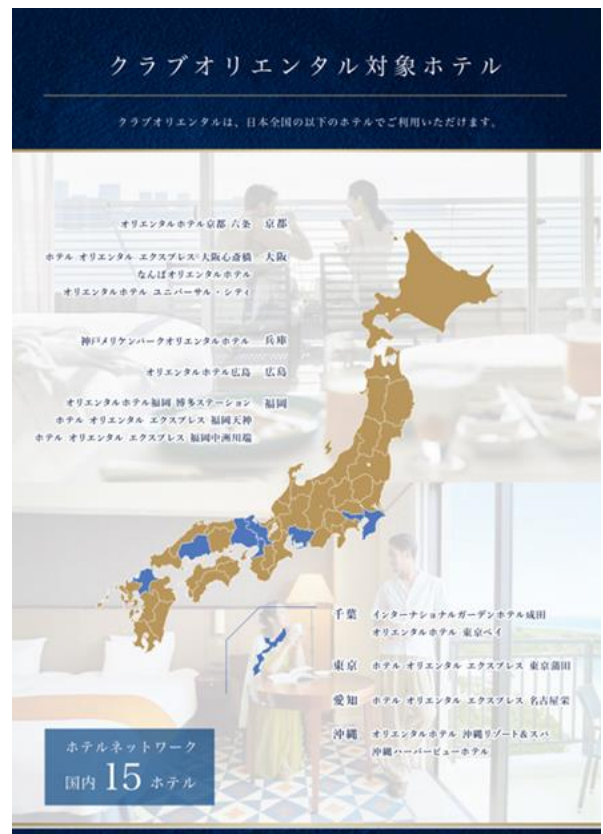 クラブオリエンタル対象ホテル
クラブオリエンタルは、日本全国の以下のホテルでご利用いただけます。
オリエンタルホテル京都 六条 京都
ホテル オリエンタル エクスプレス 大阪心斎橋 大阪
なんばオリエンタルホテル
オリエンタルホテル ユニバーサル・シティ
神戸メリケンパークオリエンタルホテル 兵庫
オリエンタルホテル広島 広島
オリエンタルホテル福岡 博多ステーション 福岡
ホテル オリエンタル エクスプレス 福岡天神
ホテル オリエンタル エクスプレス 福岡中洲川端
千葉 インターナショナルガーデンホテル成田
オリエンタルホテル 東京ベイ
東京 ホテル オリエンタル エクスプレス 東京蒲田
愛知 ホテル オリエンタル エクスプレス 名古屋栄
沖縄 オリエンタルホテル 沖縄リゾート&スパ
沖縄ハーバービューホテル
ホテルネットワーク
国内 15 ホテル